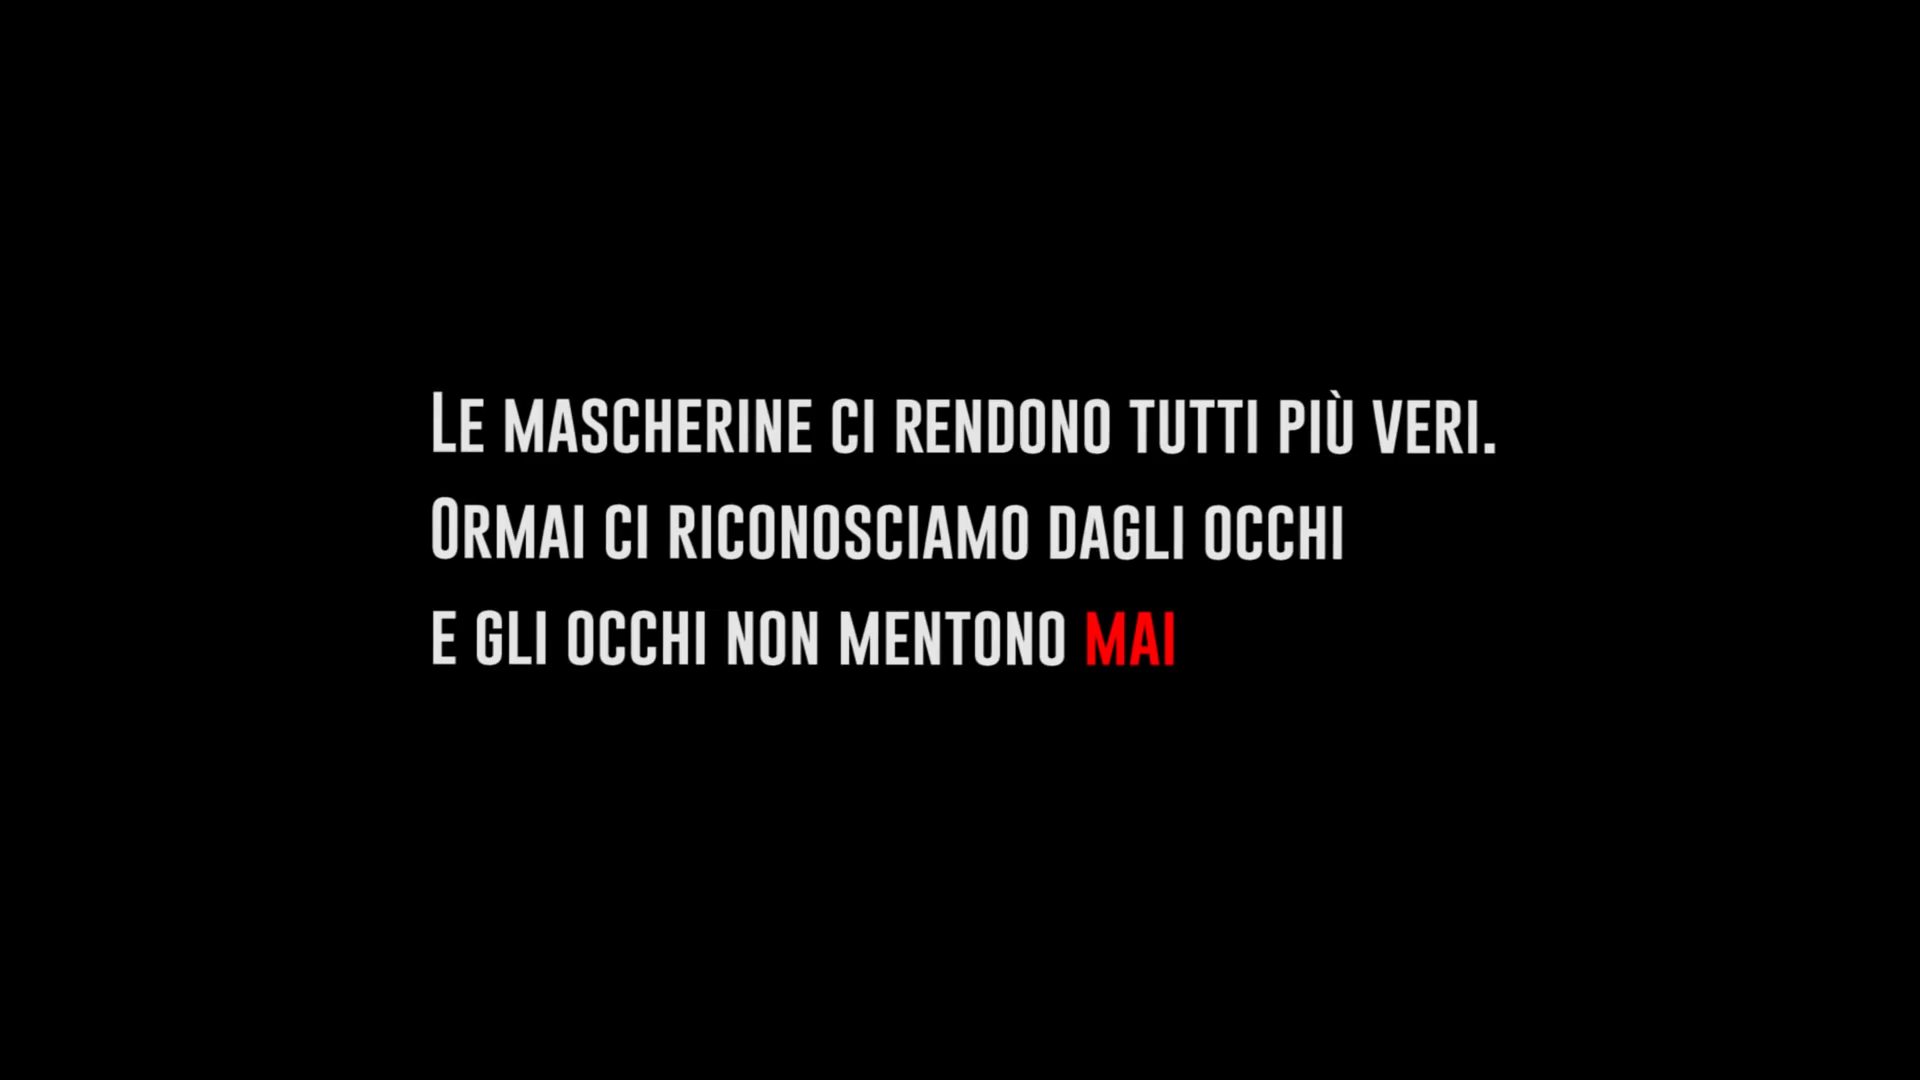 Le mascherine ci rendono tutti più veri.
Ormai ci riconosciamo dagli occhi
e gli occhi non mentono mai